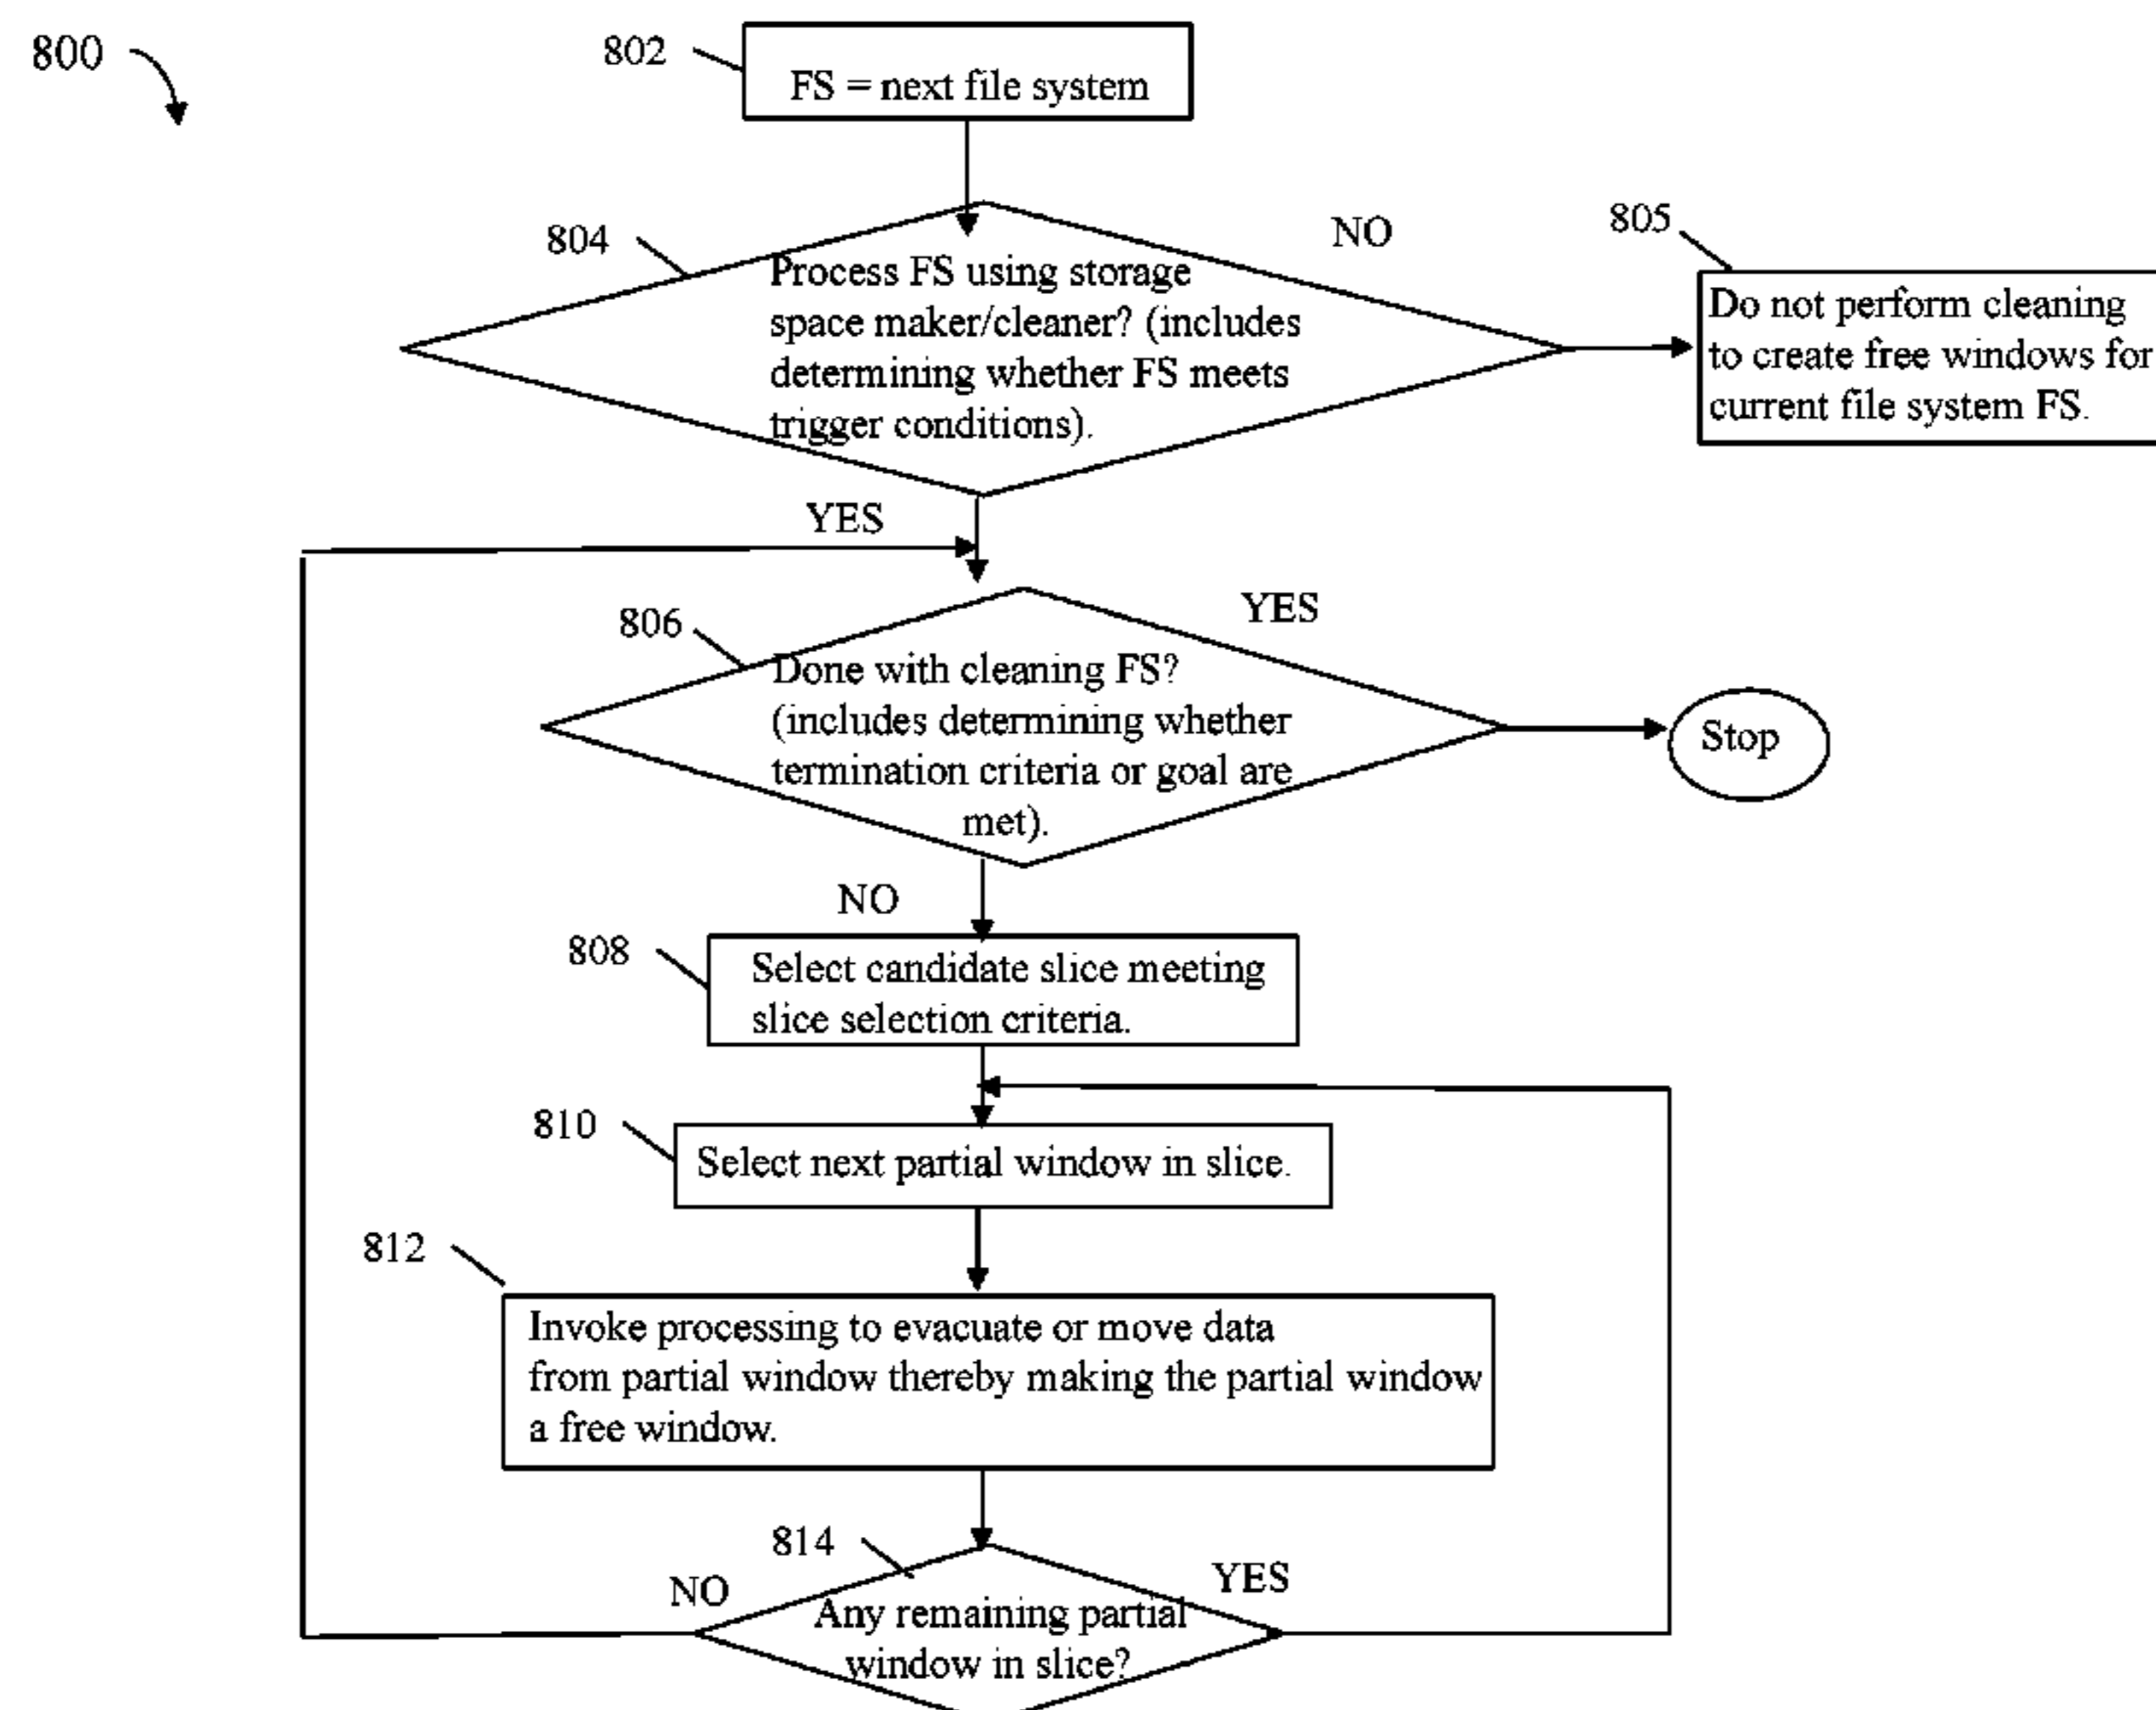 800
802
FS = next file system
804
NO
Process FS using storage
space maker/cleaner? (includes
determining whether FS meets
trigger conditions).
805
Do not perform cleaning
to create free windows for
current file system FS.
YES
806
YES
Done with cleaning FS?
(includes determining whether
termination criteria or goal are
met).
Stop
NO
808
Select candidate slice meeting
slice selection criteria.
810
Select next partial window in slice.
812
Invoke processing to evacuate or move data
from partial window thereby making the partial window
a free window.
814
NO
YES
Any remaining partial
window in slice?